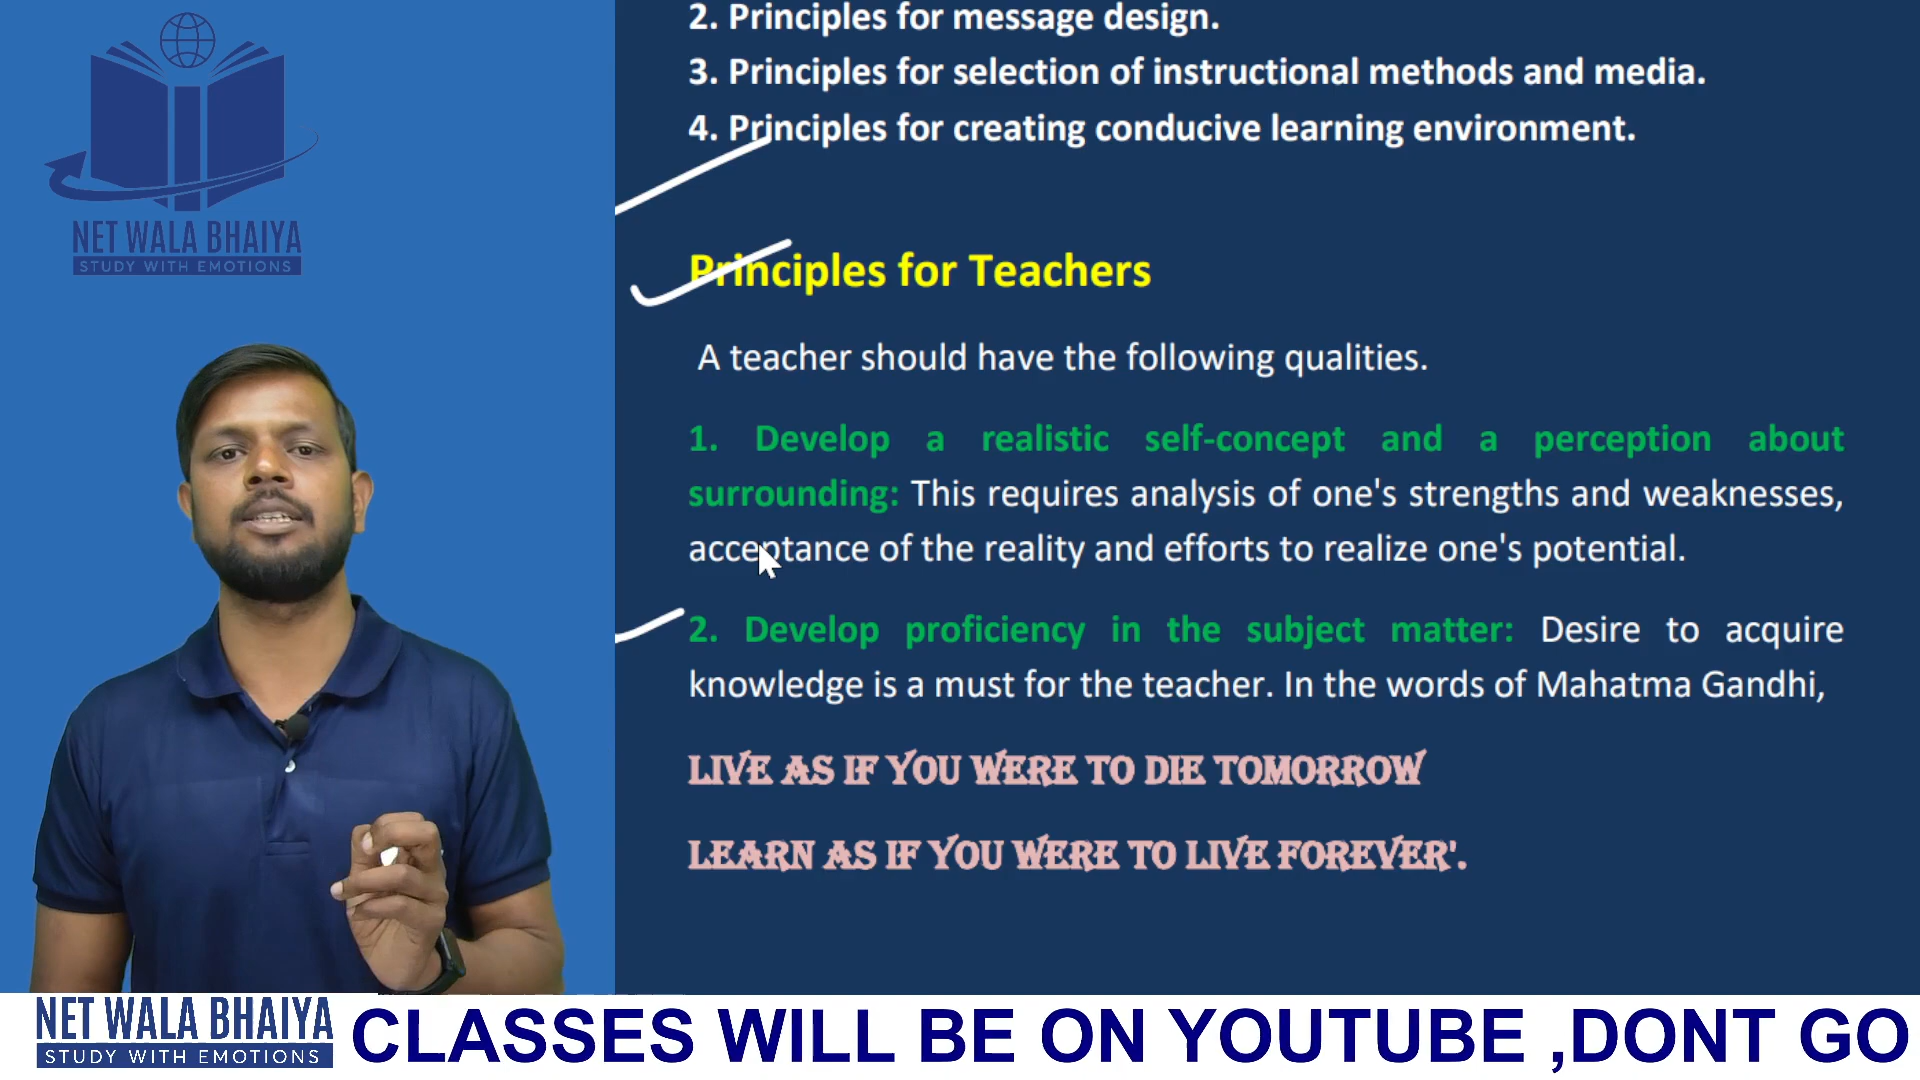 NET WALA BHAIYA
STUDY WITH EMOTIONS
2. Principles for message design.
3. Principles for selection of instructional methods and media.
4. Principles for creating conducive learning environment.
Principles for Teachers
A teacher should have the following qualities.
1. Develop a realistic self-concept and a perception about
surrounding: This requires analysis of one's strengths and weaknesses,
acceptance of the reality and efforts to realize one's potential.
2. Develop proficiency in the subject matter: Desire to acquire
knowledge is a must for the teacher. In the words of Mahatma Gandhi,
LIVE AS IF YOU WERE TO DIE TOMORROW
LEARN AS IF YOU WERE TO LIVE FOREVER'.
NET WALA BHAIYA
STUDY WITH EMOTIONS
CLASSES WILL BE ON YOUTUBE ,DONT GO